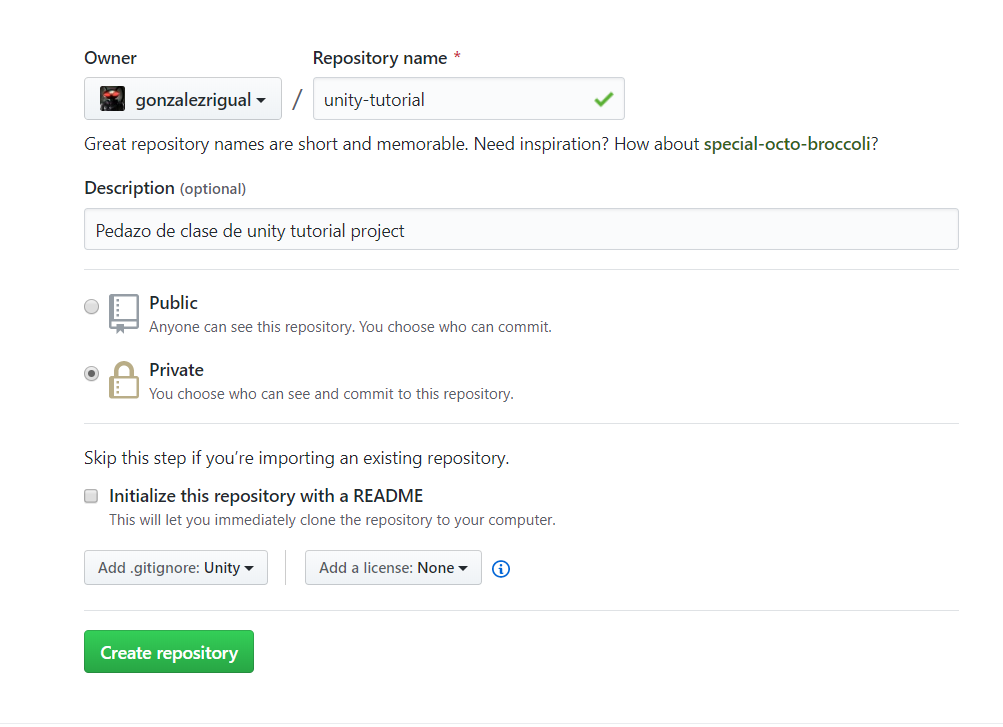 Owner
Repository name *
gonzalezrigual / unity-tutorial
Great repository names are short and memorable. Need inspiration? How about special-octo-broccoli?
Description (optional)
Pedazo de clase de unity tutorial project
Public
Anyone can see this repository. You choose who can commit.
Private
You choose who can see and commit to this repository.
Skip this step if you’re importing an existing repository.
Initialize this repository with a README
This will let you immediately clone the repository to your computer.
Add .gitignore: Unity
Add a license: None
Create repository